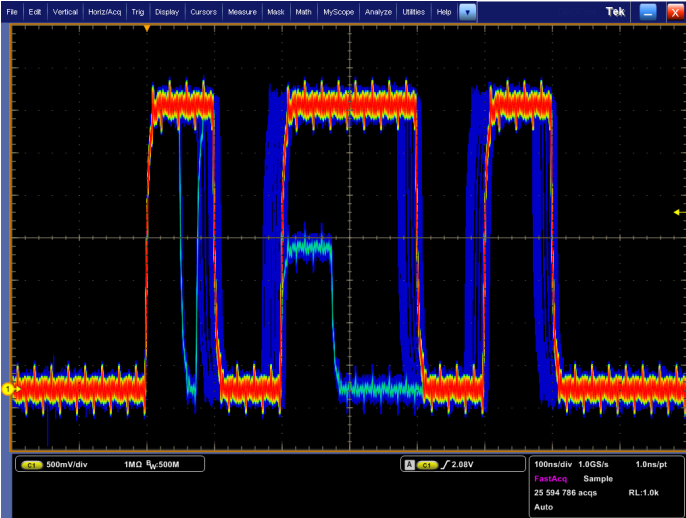 File Edit Vertical Horiz/Acq Trig Display Cursors Measure Mask Math MyScope Analyze Utilities Help Tek X
1
C1 500mV/div 1MΩ BW:500M A C1 2.08V 100ns/div 1.0GS/s 1.0ns/pt
FastAcq Sample
25 594 786 acqs RL:1.0k
Auto